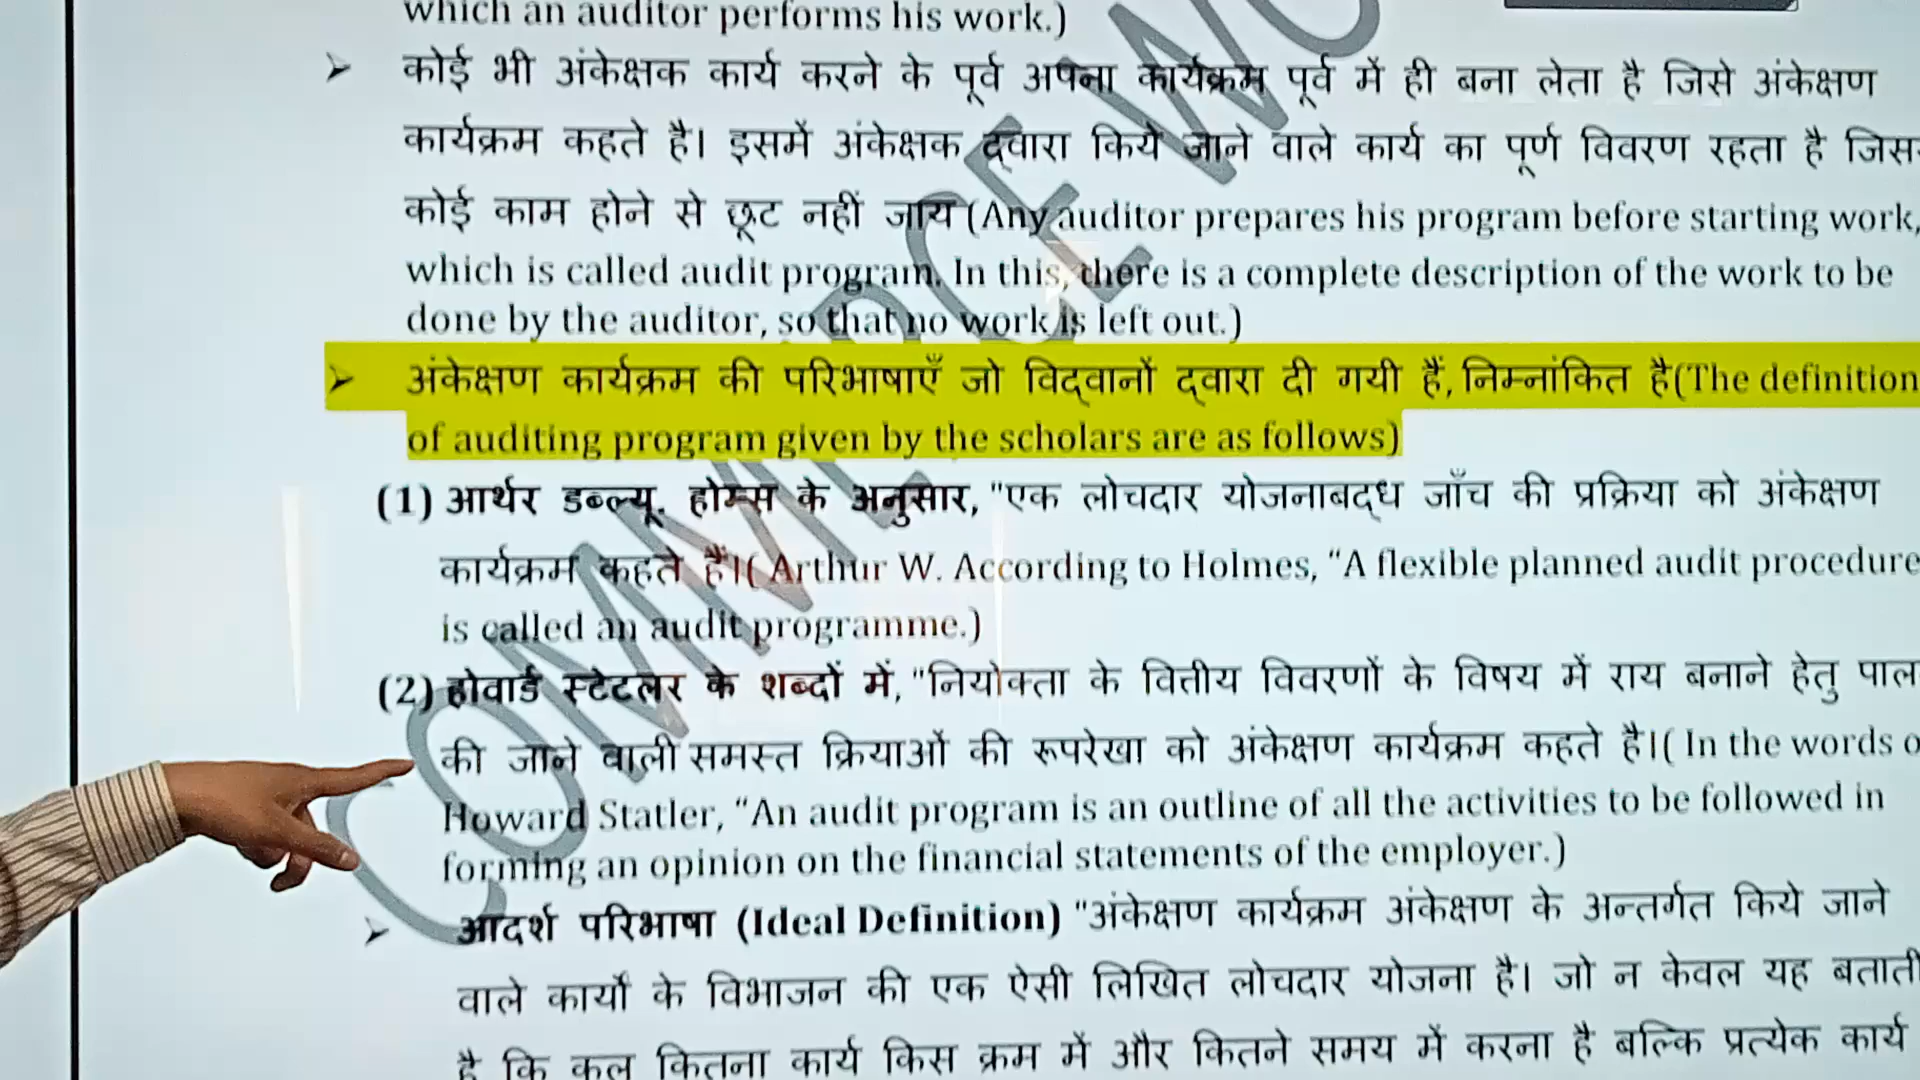 which an auditor performs his work.)
➢ कोई भी अंकेक्षक कार्य करने के पूर्व अपना कार्यक्रम पूर्व में ही बना लेता है जिसे अंकेक्षण
कार्यक्रम कहते है। इसमें अंकेक्षक द्वारा किये जाने वाले कार्य का पूर्ण विवरण रहता है जिस
कोई काम होने से छूट नहीं जाय (Any auditor prepares his program before starting work,
which is called audit program. In this, there is a complete description of the work to be
done by the auditor, so that no work is left out.)
➢ अंकेक्षण कार्यक्रम की परिभाषाएँ जो विद्वानों द्वारा दी गयी हैं, निम्नांकित है(The definition
of auditing program given by the scholars are as follows)
(1) आर्थर डब्ल्यू. होम्स के अनुसार, "एक लोचदार योजनाबद्ध जाँच की प्रक्रिया को अंकेक्षण
कार्यक्रम कहते हैं।( Arthur W. According to Holmes, “A flexible planned audit procedure
is called an audit programme.)
(2) होवार्ड स्टेटलर के शब्दों में, "नियोक्ता के वित्तीय विवरणों के विषय में राय बनाने हेतु पाल
की जाने वाली समस्त क्रियाओं की रूपरेखा को अंकेक्षण कार्यक्रम कहते है।( In the words o
Howard Statler, “An audit program is an outline of all the activities to be followed in
forming an opinion on the financial statements of the employer.)
➢ आदर्श परिभाषा (Ideal Definition) "अंकेक्षण कार्यक्रम अंकेक्षण के अन्तर्गत किये जाने
वाले कार्यों के विभाजन की एक ऐसी लिखित लोचदार योजना है। जो न केवल यह बताती
है कि कुल कितना कार्य किस क्रम में और कितने समय में करना है बल्कि प्रत्येक कार्य
COMMERCE WO